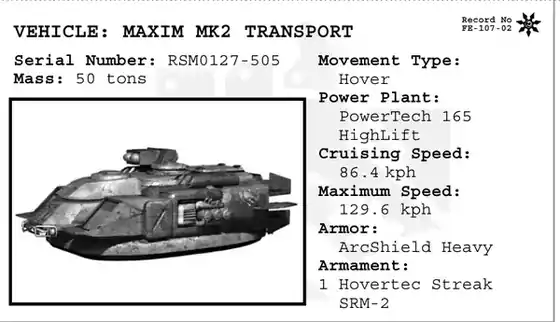 Record No
FE-107-02
VEHICLE: MAXIM MK2 TRANSPORT
Serial Number: RSM0127-505
Mass: 50 tons
Movement Type:
Hover
Power Plant:
PowerTech 165
HighLift
Cruising Speed:
86.4 kph
Maximum Speed:
129.6 kph
Armor:
ArcShield Heavy
Armament:
1 Hovertec Streak
SRM-2